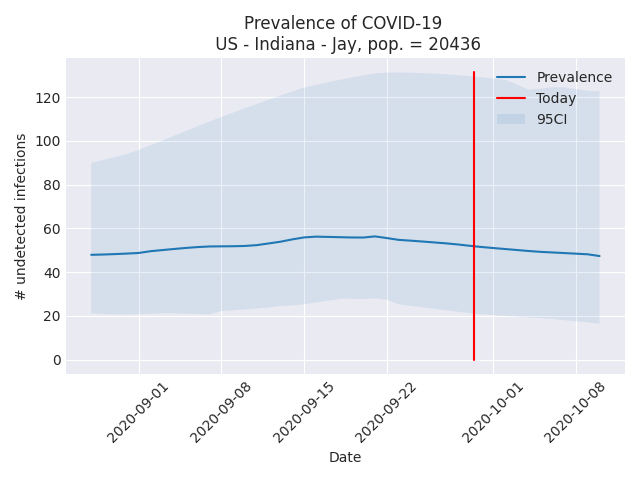 Prevalence of COVID-19
US - Indiana - Jay, pop. = 20436
# undetected infections
120
100
80
60
40
20
0
Prevalence
Today
95CI
2020-09-01
2020-09-08
2020-09-15
2020-09-22
2020-10-01
2020-10-08
Date